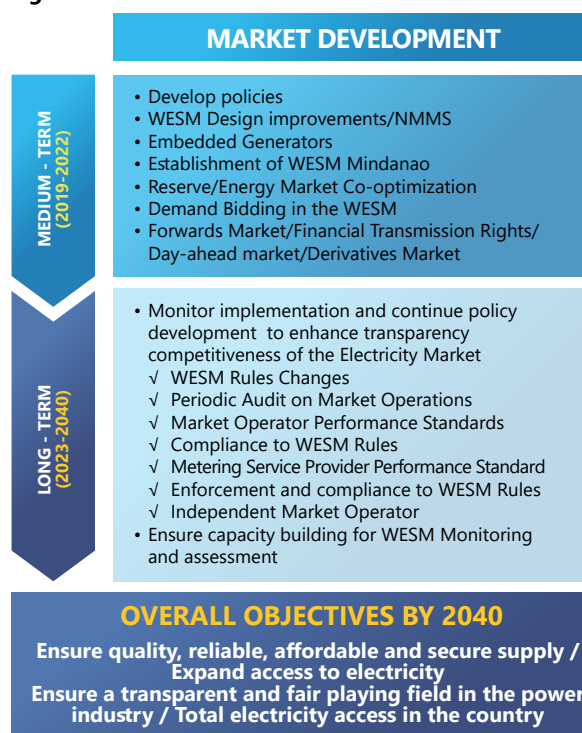 MARKET DEVELOPMENT
MEDIUM - TERM
(2019-2022)
• Develop policies
• WESM Design improvements/NMMS
• Embedded Generators
• Establishment of WESM Mindanao
• Reserve/Energy Market Co-optimization
• Demand Bidding in the WESM
• Forwards Market/Financial Transmission Rights/
Day-ahead market/Derivatives Market
LONG - TERM
(2023-2040)
• Monitor implementation and continue policy
development to enhance transparency
competitiveness of the Electricity Market
√ WESM Rules Changes
√ Periodic Audit on Market Operations
√ Market Operator Performance Standards
√ Compliance to WESM Rules
√ Metering Service Provider Performance Standard
√ Enforcement and compliance to WESM Rules
√ Independent Market Operator
• Ensure capacity building for WESM Monitoring
and assessment
OVERALL OBJECTIVES BY 2040
Ensure quality, reliable, affordable and secure supply /
Expand access to electricity
Ensure a transparent and fair playing field in the power
industry / Total electricity access in the country